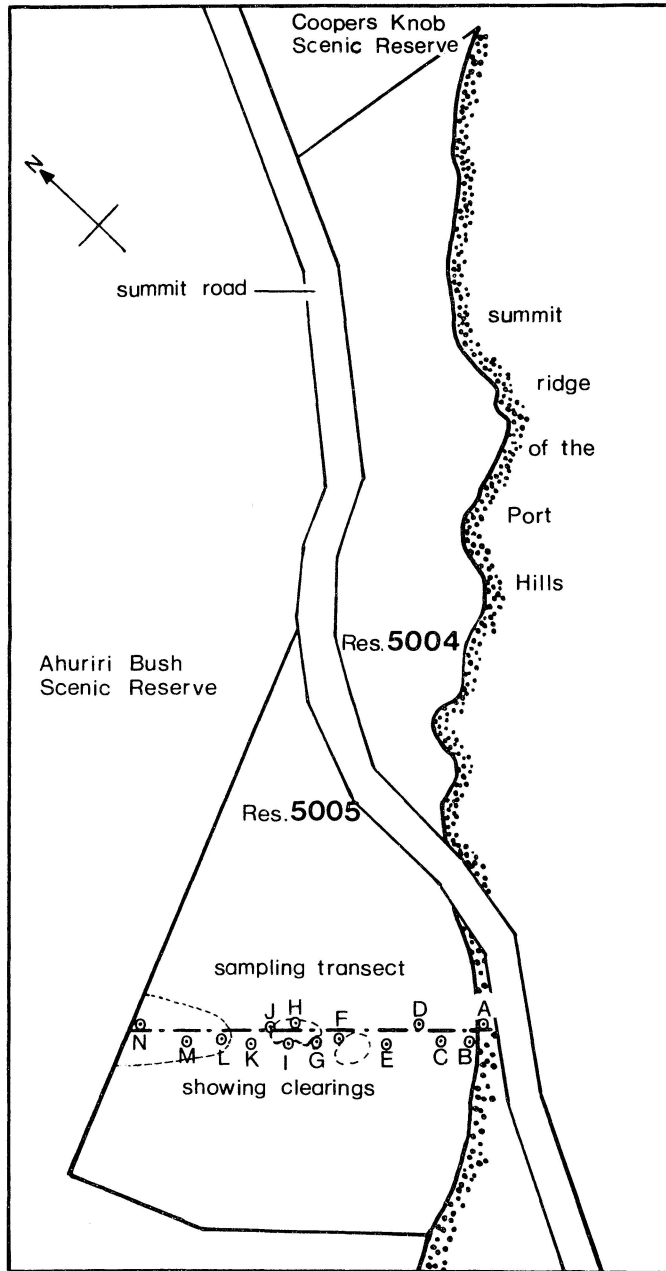 Coopers Knob
Scenic Reserve
N
summit road
summit
ridge
of the
Port
Hills
Res. 5004
Ahuriri Bush
Scenic Reserve
Res. 5005
sampling transect
J H F D A
N M L K I G E C B
showing clearings